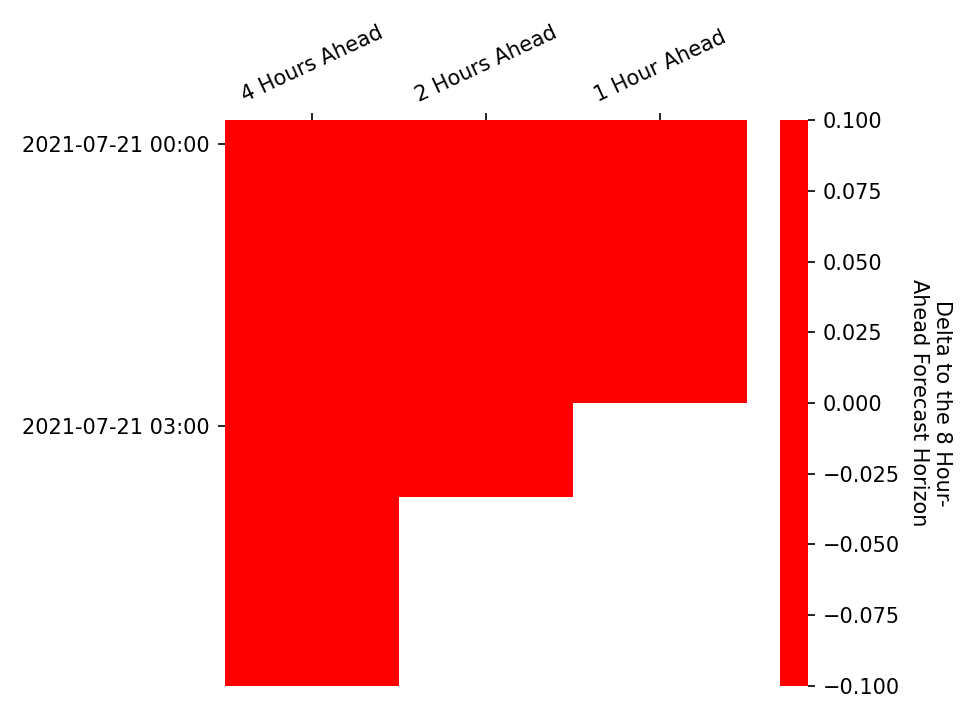 4 Hours Ahead
2 Hours Ahead
1 Hour Ahead
2021-07-21 00:00
2021-07-21 03:00
0.100
0.075
0.050
0.025
0.000
−0.025
−0.050
−0.075
−0.100
Delta to the 8 Hour-
Ahead Forecast Horizon